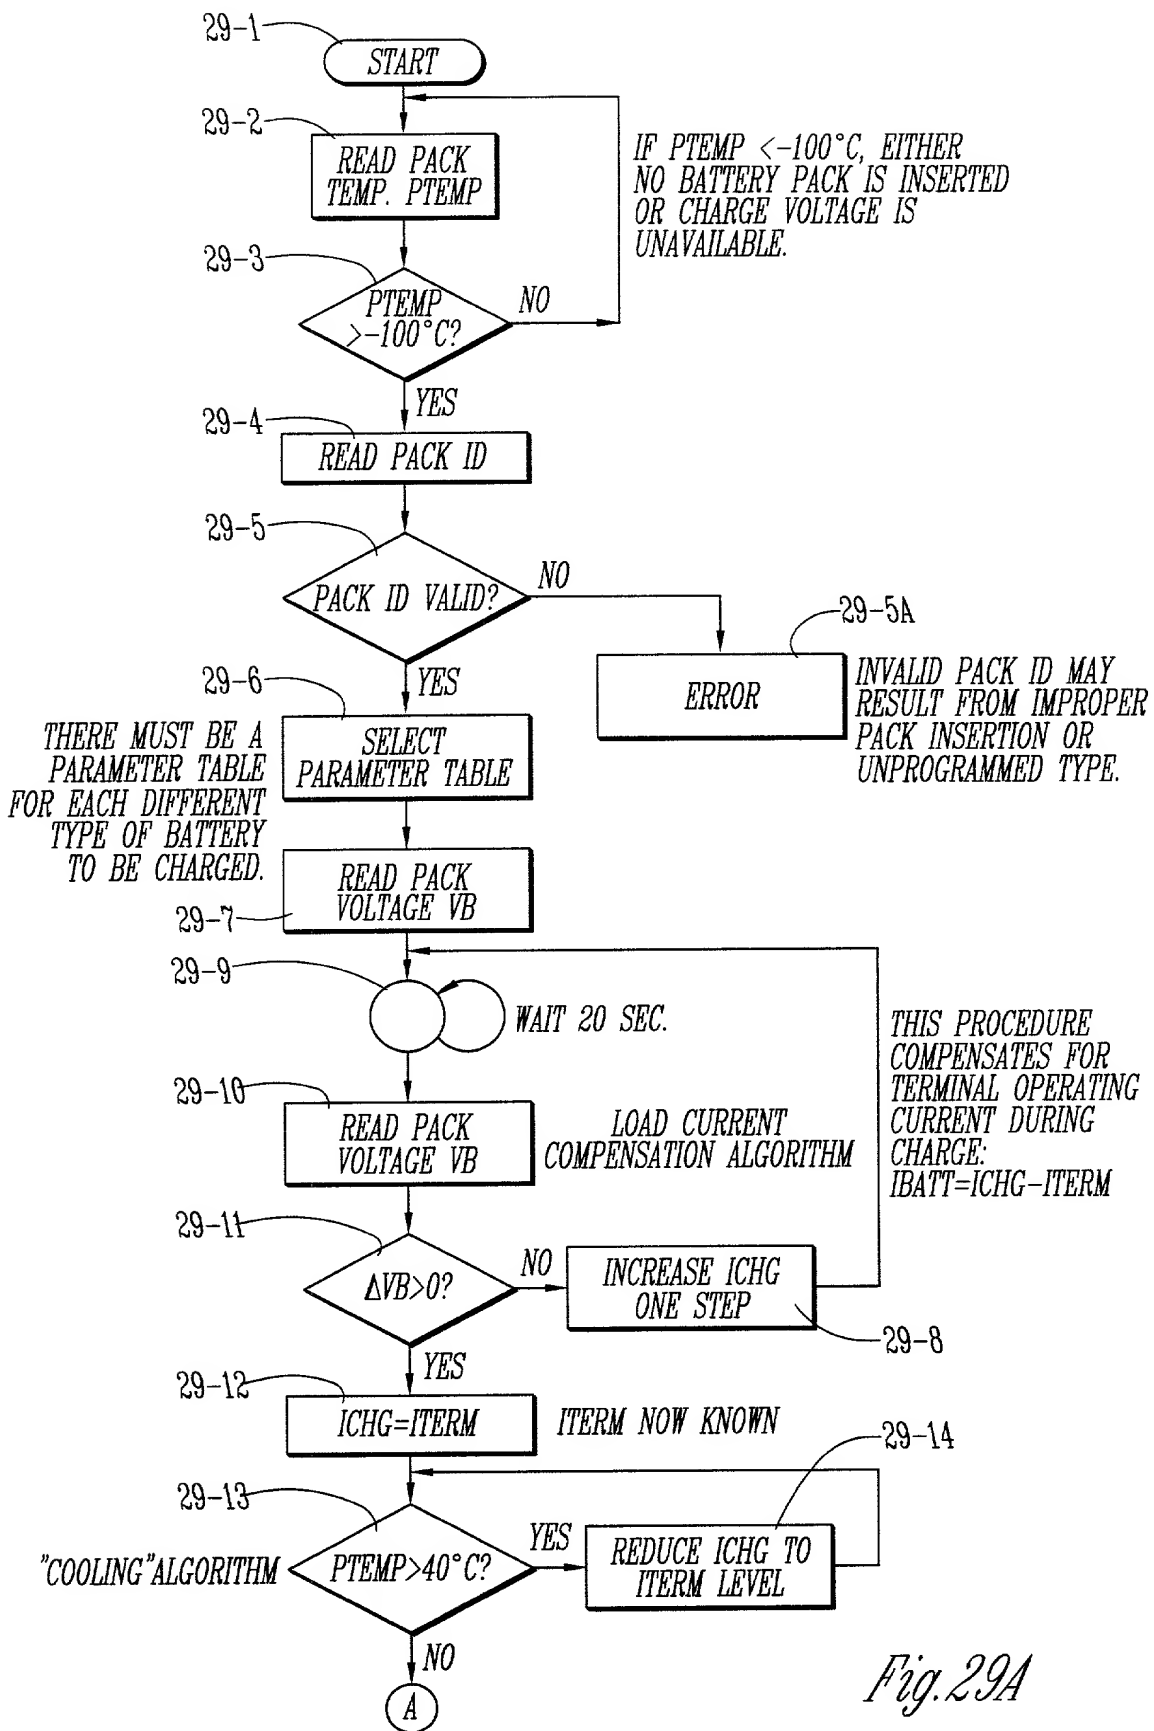 29-1
START
29-2
READ PACK
TEMP. PTEMP
IF PTEMP <-100°C, EITHER
NO BATTERY PACK IS INSERTED
OR CHARGE VOLTAGE IS
UNAVAILABLE.
29-3
PTEMP
>-100°C?
NO
YES
29-4
READ PACK ID
29-5
PACK ID VALID?
NO
29-5A
ERROR
INVALID PACK ID MAY
RESULT FROM IMPROPER
PACK INSERTION OR
UNPROGRAMMED TYPE.
YES
29-6
SELECT
PARAMETER TABLE
THERE MUST BE A
PARAMETER TABLE
FOR EACH DIFFERENT
TYPE OF BATTERY
TO BE CHARGED.
READ PACK
VOLTAGE VB
29-7
29-9
WAIT 20 SEC.
THIS PROCEDURE
COMPENSATES FOR
TERMINAL OPERATING
CURRENT DURING
CHARGE:
IBATT=ICHG-ITERM
29-10
READ PACK
VOLTAGE VB
LOAD CURRENT
COMPENSATION ALGORITHM
29-11
ΔVB>0?
NO
INCREASE ICHG
ONE STEP
29-8
YES
29-12
ICHG=ITERM
ITERM NOW KNOWN
29-14
29-13
"COOLING"ALGORITHM
PTEMP>40°C?
YES
REDUCE ICHG TO
ITERM LEVEL
NO
A
Fig.29A